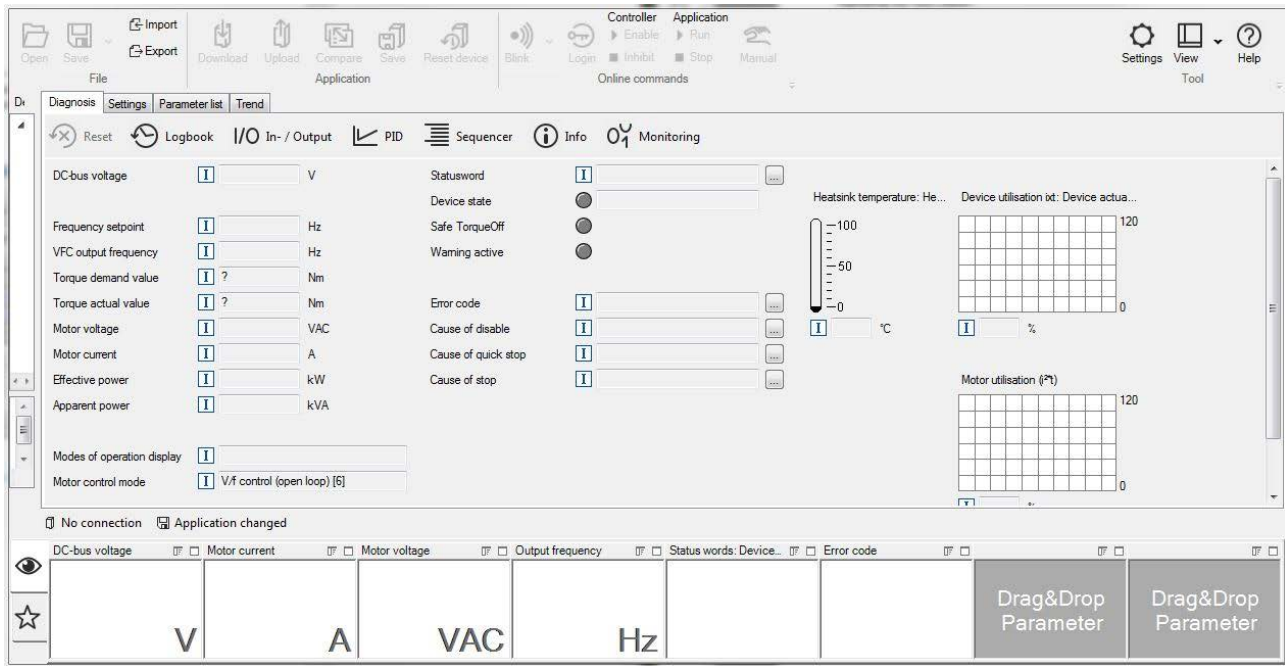 Import
Export
Open Save
File
Download Upload Compare Save Reset device
Application
Controller Application
Blink Login Enable Run Manual
Inhibit Stop
Online commands
Settings View Help
Tool
Diagnosis Settings Parameter list Trend
Reset Logbook I/O In- / Output PID Sequencer Info Monitoring
DC-bus voltage I V Statusword I ...
Device state
Heatsink temperature: He... Device utilisation ixt: Device actua...
Frequency setpoint I Hz Safe TorqueOff 100 120
VFC output frequency I Hz Warning active
Torque demand value I ? Nm 50
Torque actual value I ? Nm Error code I ... 0 0
Motor voltage I VAC Cause of disable I ... I °C I %
Motor current I A Cause of quick stop I ...
Effective power I kW Cause of stop I ... Motor utilisation (i²*t)
Apparent power I kVA 120
Modes of operation display I
Motor control mode I V/f control (open loop) [6] 0
No connection Application changed
DC-bus voltage Motor current Motor voltage Output frequency Status words: Device... Error code
V A VAC Hz
Drag&Drop Drag&Drop
Parameter Parameter